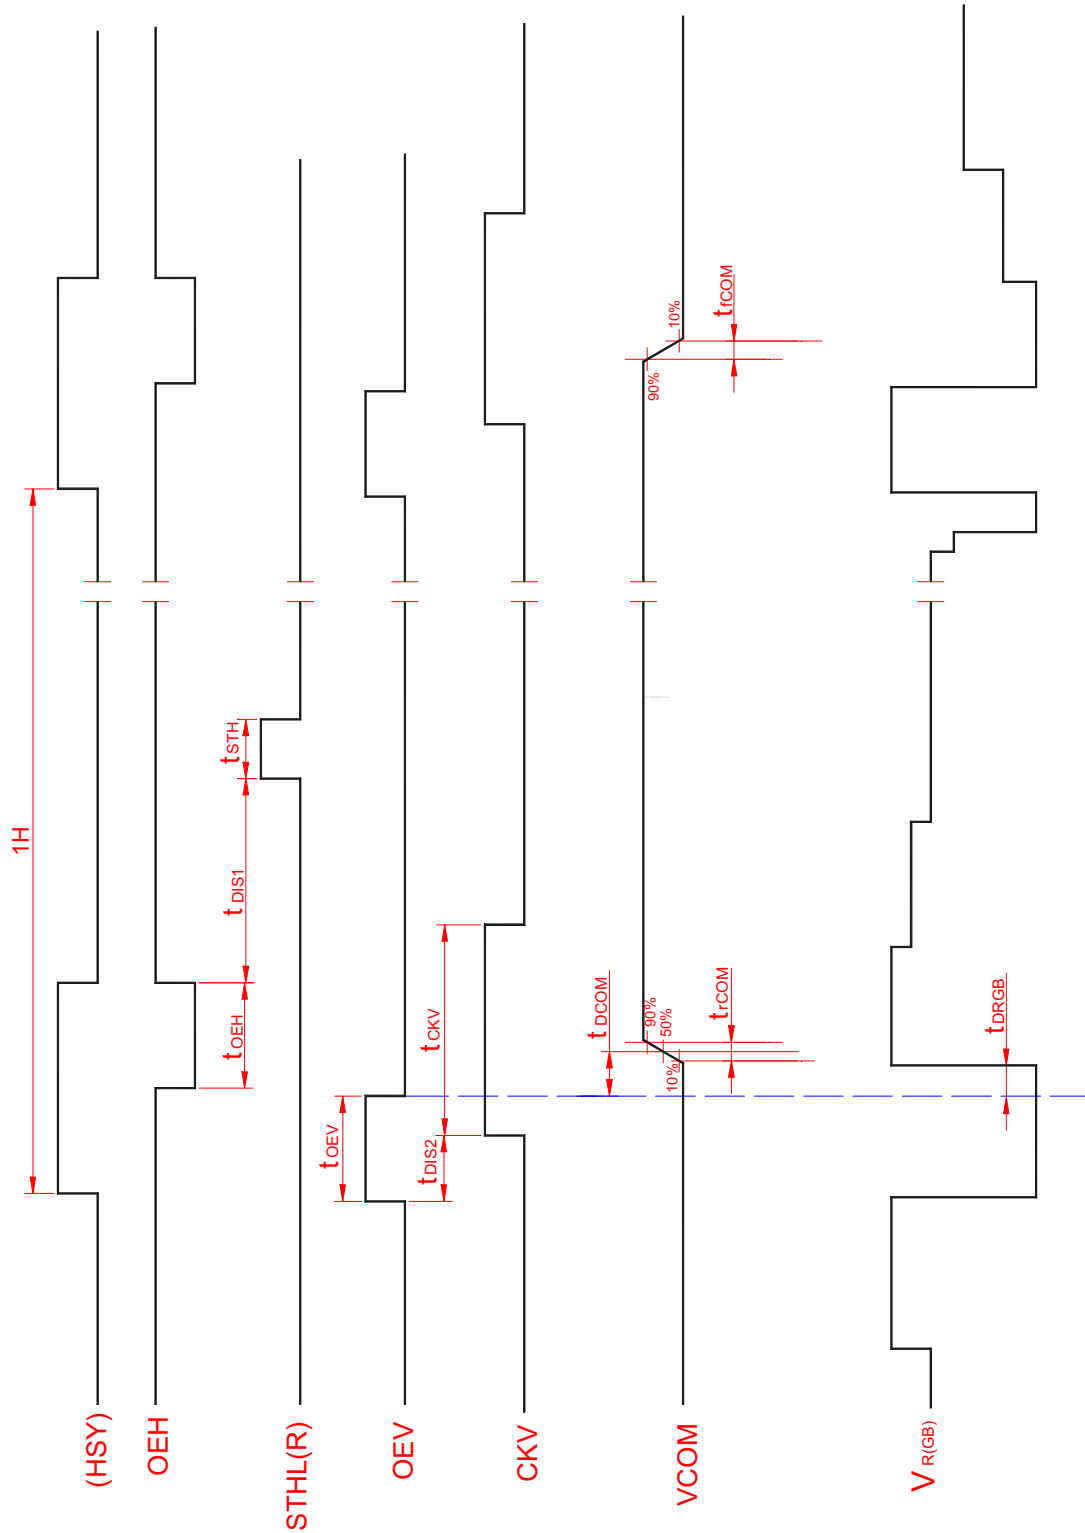 (HSY)
1H
OEH
tOEH
tDIS1
tSTH
STHL(R)
OEV
tOEV
CKV
tDIS2
tCKV
VCOM
tDCOM
10%
50%
90%
trCOM
90%
10%
tfCOM
V R(GB)
tDRGB